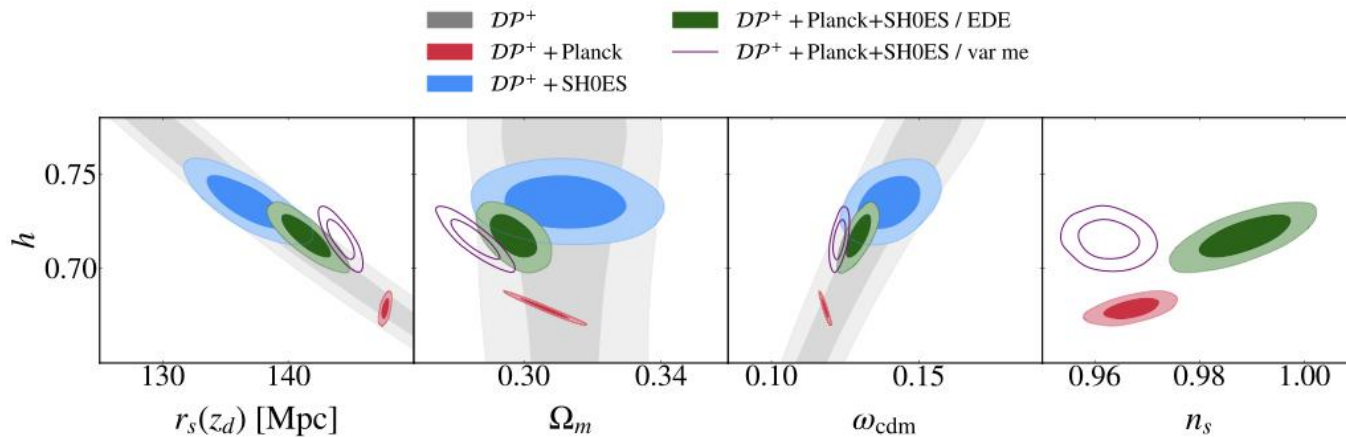 𝒟𝒫⁺
𝒟𝒫⁺ + Planck
𝒟𝒫⁺ + SH0ES
𝒟𝒫⁺ + Planck+SH0ES / EDE
𝒟𝒫⁺ + Planck+SH0ES / var me
h
0.75
0.70
130 140
r_s(z_d) [Mpc]
0.30 0.34
Ω_m
0.10 0.15
ω_cdm
0.96 0.98 1.00
n_s